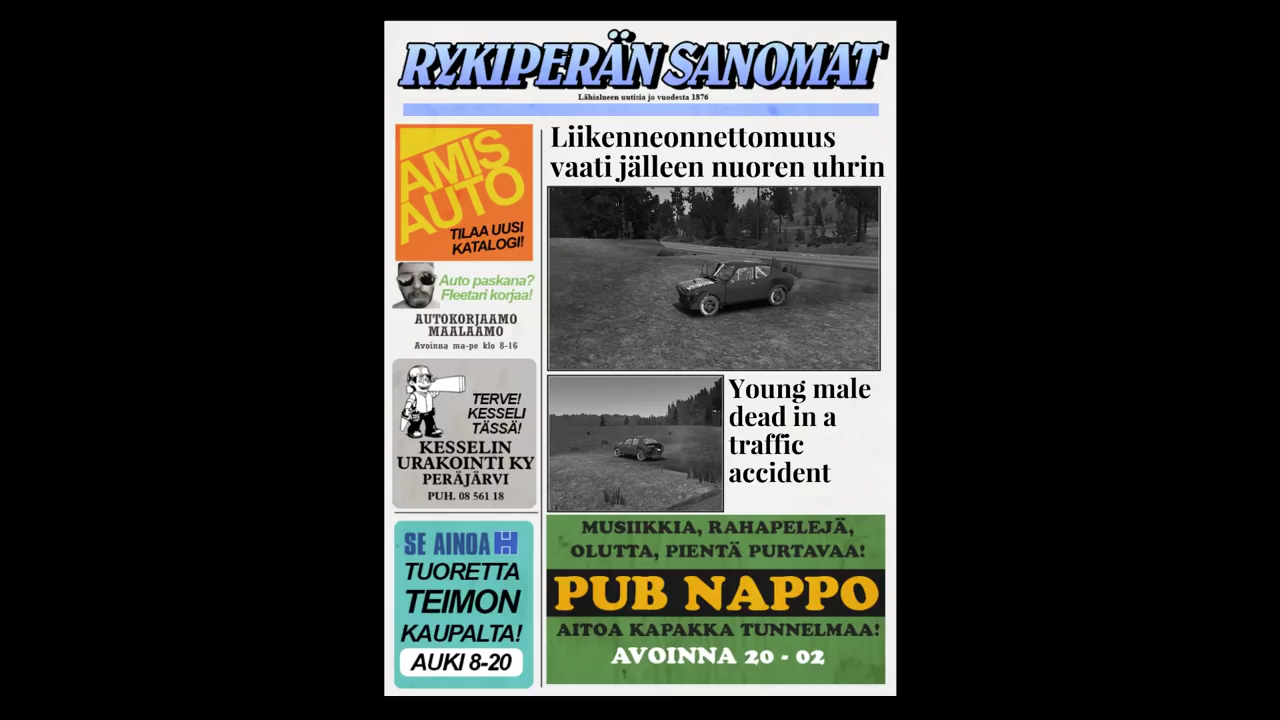 RYKIPERÄN SANOMAT
Lähialueen uutisia jo vuodesta 1876
AMIS
AUTO
TILAA UUSI
KATALOGI!
Auto paskana?
Fleetari korjaa!
AUTOKORJAAMO
MAALAAMO
Avoinna ma-pe klo 8-16
TERVE!
KESSELI
TÄSSÄ!
KESSELIN
URAKOINTI KY
PERÄJÄRVI
PUH. 08 561 18
SE AINOA H
TUORETTA
TEIMON
KAUPALTA!
AUKI 8-20
Liikenneonnettomuus
vaati jälleen nuoren uhrin
Young male
dead in a
traffic
accident
MUSIIKKIA, RAHAPELEJÄ,
OLUTTA, PIENTÄ PURTAVAA!
PUB NAPPO
AITOA KAPAKKA TUNNELMAA!
AVOINNA 20 - 02